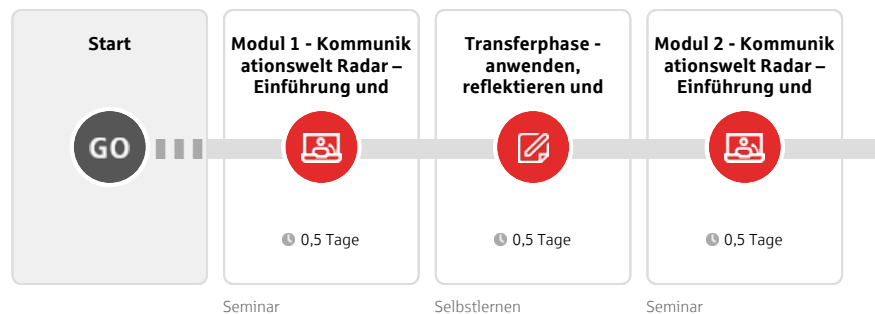 Start
GO
Modul 1 - Kommunik
ationswelt Radar –
Einführung und
0,5 Tage
Seminar
Transferphase -
anwenden,
reflektieren und
0,5 Tage
Selbstlernen
Modul 2 - Kommunik
ationswelt Radar –
Einführung und
0,5 Tage
Seminar